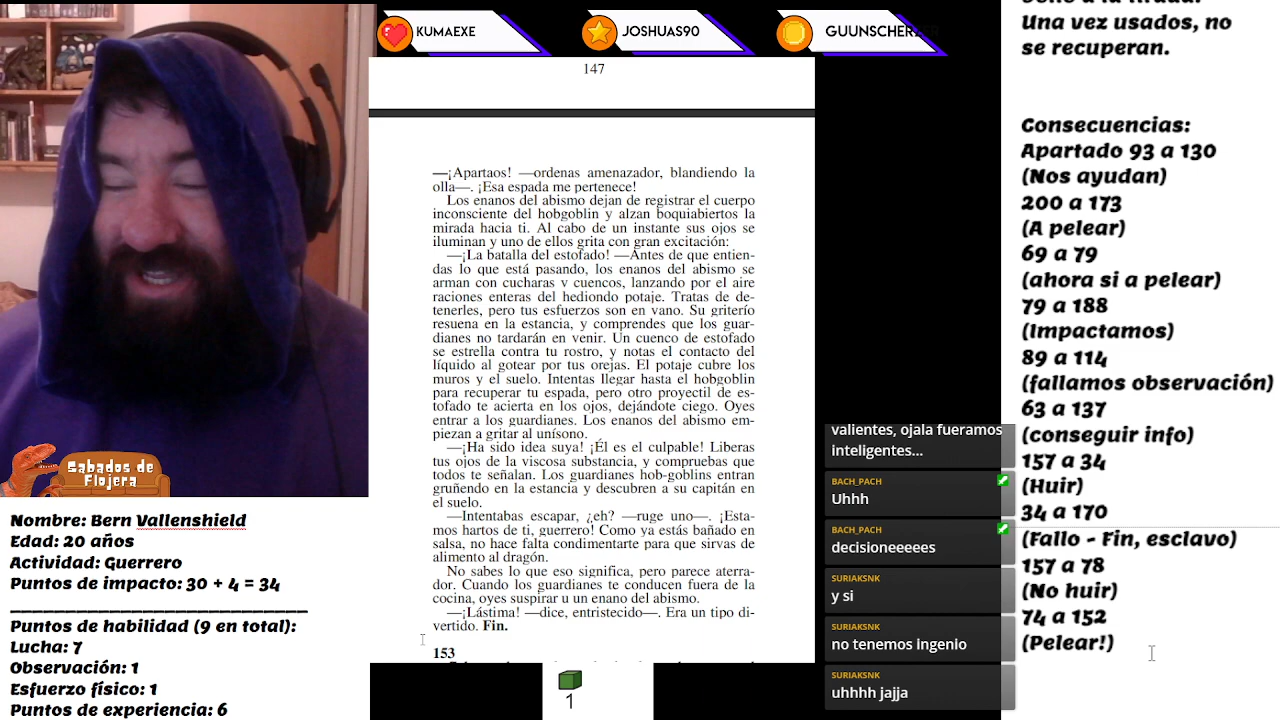 KUMAEXE
JOSHUAS90
GUUNSCHERZER
147
—¡Apartaos! —ordenas amenazador, blandiendo la
olla—. ¡Esa espada me pertenece!
Los enanos del abismo dejan de registrar el cuerpo
inconsciente del hobgoblin y alzan boquiabiertos la
mirada hacia ti. Al cabo de un instante sus ojos se
iluminan y uno de ellos grita con gran excitación:
—¡La batalla del estofado! —Antes de que entien-
das lo que está pasando, los enanos del abismo se
arman con cucharas v cuencos, lanzando por el aire
raciones enteras del hediondo potaje. Tratas de de-
tenerles, pero tus esfuerzos son en vano. Su griterío
resuena en la estancia, y comprendes que los guar-
dianes no tardarán en venir. Un cuenco de estofado
se estrella contra tu rostro, y notas el contacto del
líquido al gotear por tus orejas. El potaje cubre los
muros y el suelo. Intentas llegar hasta el hobgoblin
para recuperar tu espada, pero otro proyectil de es-
tofado te acierta en los ojos, dejándote ciego. Oyes
entrar a los guardianes. Los enanos del abismo em-
piezan a gritar al unísono.
—¡Ha sido idea suya! ¡Él es el culpable! Liberas
tus ojos de la viscosa substancia, y compruebas que
todos te señalan. Los guardianes hob-goblins entran
gruñendo en la estancia y descubren a su capitán en
el suelo.
—Intentabas escapar, ¿eh? —ruge uno—. ¡Esta-
mos hartos de ti, guerrero! Como ya estás bañado en
salsa, no hace falta condimentarte para que sirvas de
alimento al dragón.
No sabes lo que eso significa, pero parece aterra-
dor. Cuando los guardianes te conducen fuera de la
cocina, oyes suspirar u un enano del abismo.
—¡Lástima! —dice, entristecido—. Era un tipo di-
vertido. Fin.
153
1
Sabados de
Flojera
Nombre: Bern Vallenshield
Edad: 20 años
Actividad: Guerrero
Puntos de impacto: 30 + 4 = 34
Puntos de habilidad (9 en total):
Lucha: 7
Observación: 1
Esfuerzo físico: 1
Puntos de experiencia: 6
valientes, ojala fueramos
inteligentes...
BACH_PACH
Uhhh
BACH_PACH
decisioneeeees
SURIAKSNK
y si
SURIAKSNK
no tenemos ingenio
SURIAKSNK
uhhhh jajja
Una vez usados, no
se recuperan.
Consecuencias:
Apartado 93 a 130
(Nos ayudan)
200 a 173
(A pelear)
69 a 79
(ahora si a pelear)
79 a 188
(Impactamos)
89 a 114
(fallamos observación)
63 a 137
(conseguir info)
157 a 34
(Huir)
34 a 170
(Fallo - Fin, esclavo)
157 a 78
(No huir)
74 a 152
(Pelear!)